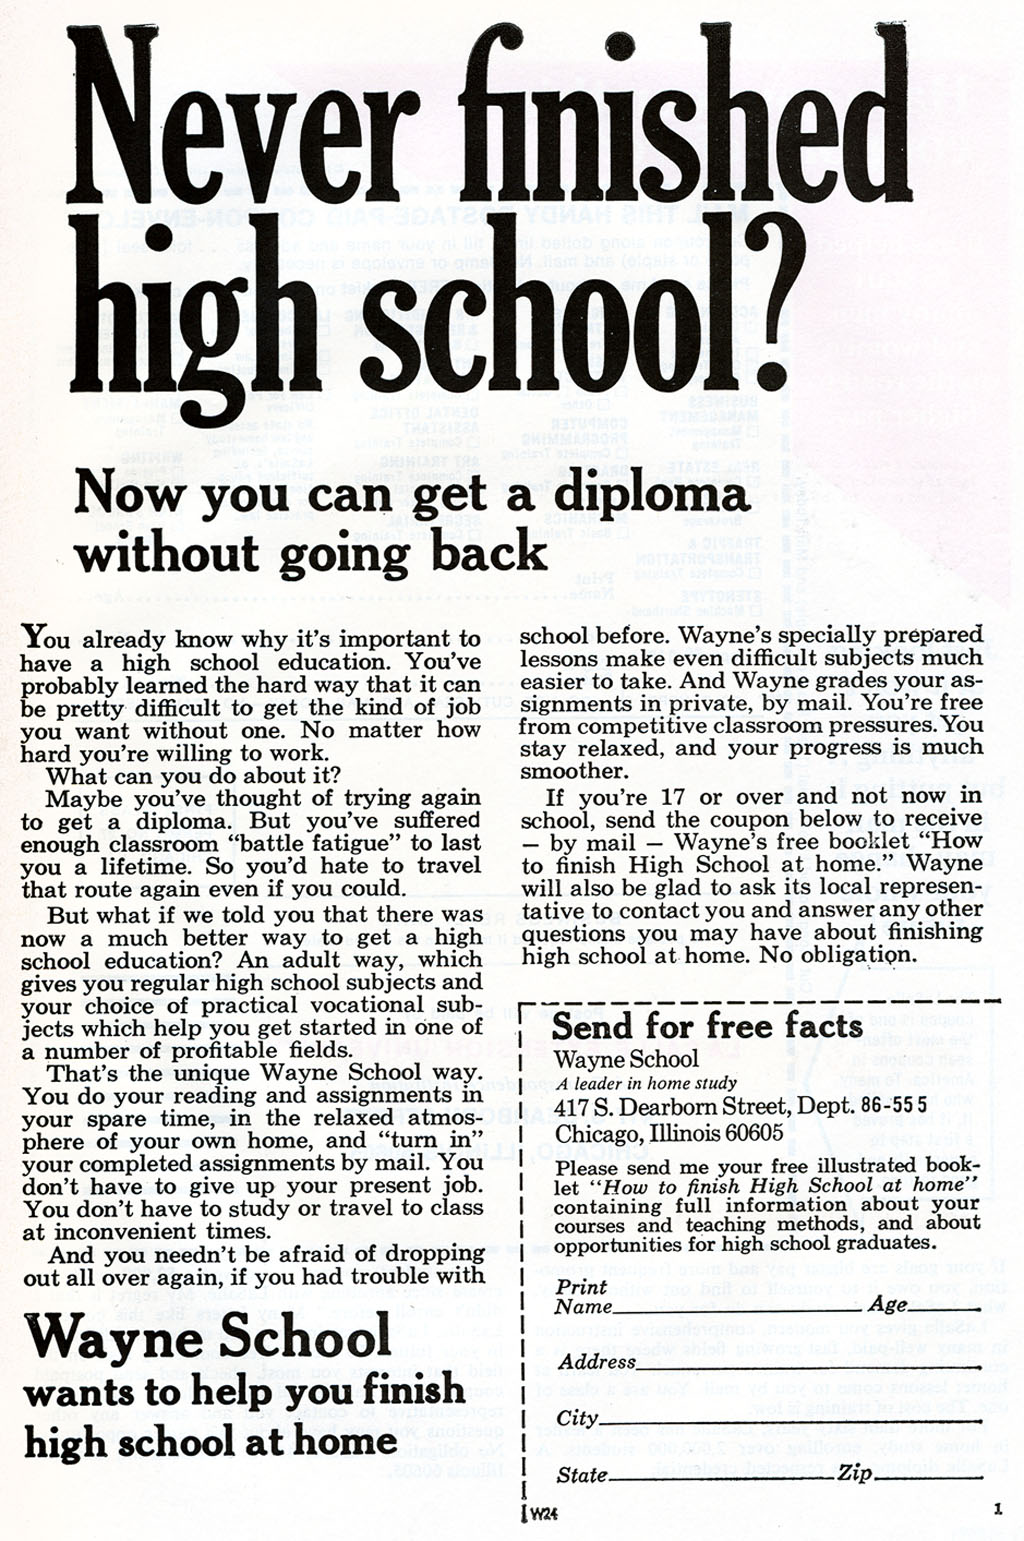 Never finished
high school?
Now you can get a diploma
without going back
You already know why it's important to
have a high school education. You've
probably learned the hard way that it can
be pretty difficult to get the kind of job
you want without one. No matter how
hard you're willing to work.
What can you do about it?
Maybe you've thought of trying again
to get a diploma. But you've suffered
enough classroom “battle fatigue” to last
you a lifetime. So you'd hate to travel
that route again even if you could.
But what if we told you that there was
now a much better way to get a high
school education? An adult way, which
gives you regular high school subjects and
your choice of practical vocational sub-
jects which help you get started in one of
a number of profitable fields.
That's the unique Wayne School way.
You do your reading and assignments in
your spare time, in the relaxed atmos-
phere of your own home, and “turn in”
your completed assignments by mail. You
don't have to give up your present job.
You don't have to study or travel to class
at inconvenient times.
And you needn't be afraid of dropping
out all over again, if you had trouble with
school before. Wayne's specially prepared
lessons make even difficult subjects much
easier to take. And Wayne grades your as-
signments in private, by mail. You're free
from competitive classroom pressures. You
stay relaxed, and your progress is much
smoother.
If you're 17 or over and not now in
school, send the coupon below to receive
— by mail — Wayne's free booklet “How
to finish High School at home.” Wayne
will also be glad to ask its local represen-
tative to contact you and answer any other
questions you may have about finishing
high school at home. No obligation.
Wayne School
wants to help you finish
high school at home
Send for free facts
Wayne School
A leader in home study
417 S. Dearborn Street, Dept. 86-555
Chicago, Illinois 60605
Please send me your free illustrated book-
let “How to finish High School at home”
containing full information about your
courses and teaching methods, and about
opportunities for high school graduates.
Print
Name Age
Address
City
State Zip
W24
1